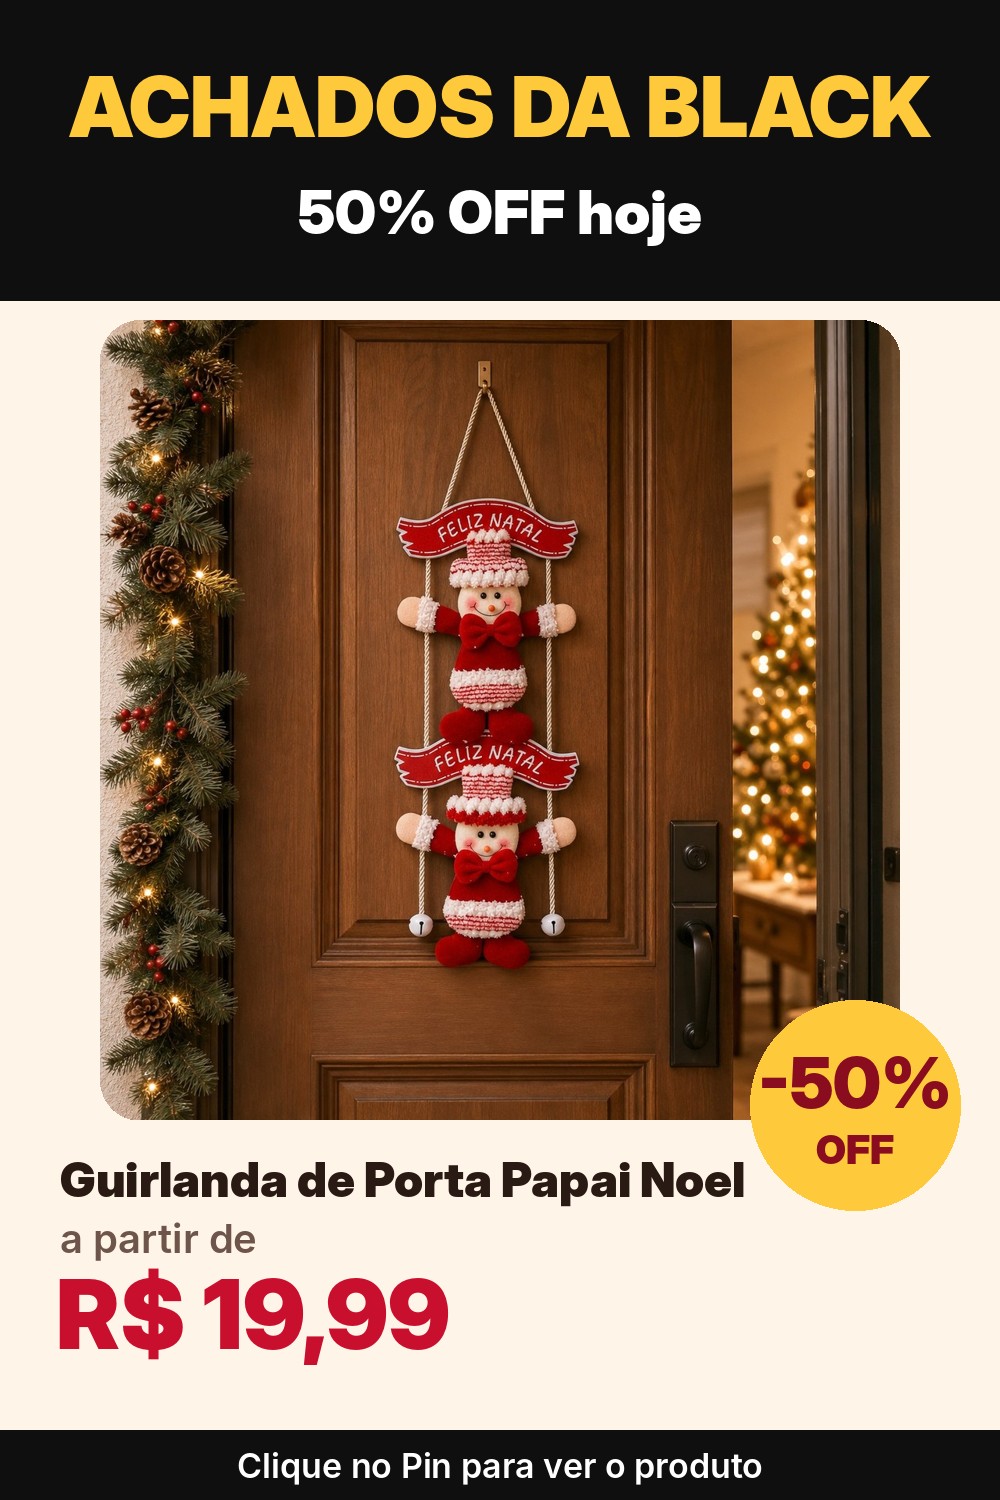 ACHADOS DA BLACK
50% OFF hoje
FELIZ NATAL
FELIZ NATAL
-50%
OFF
Guirlanda de Porta Papai Noel
a partir de
R$ 19,99
Clique no Pin para ver o produto